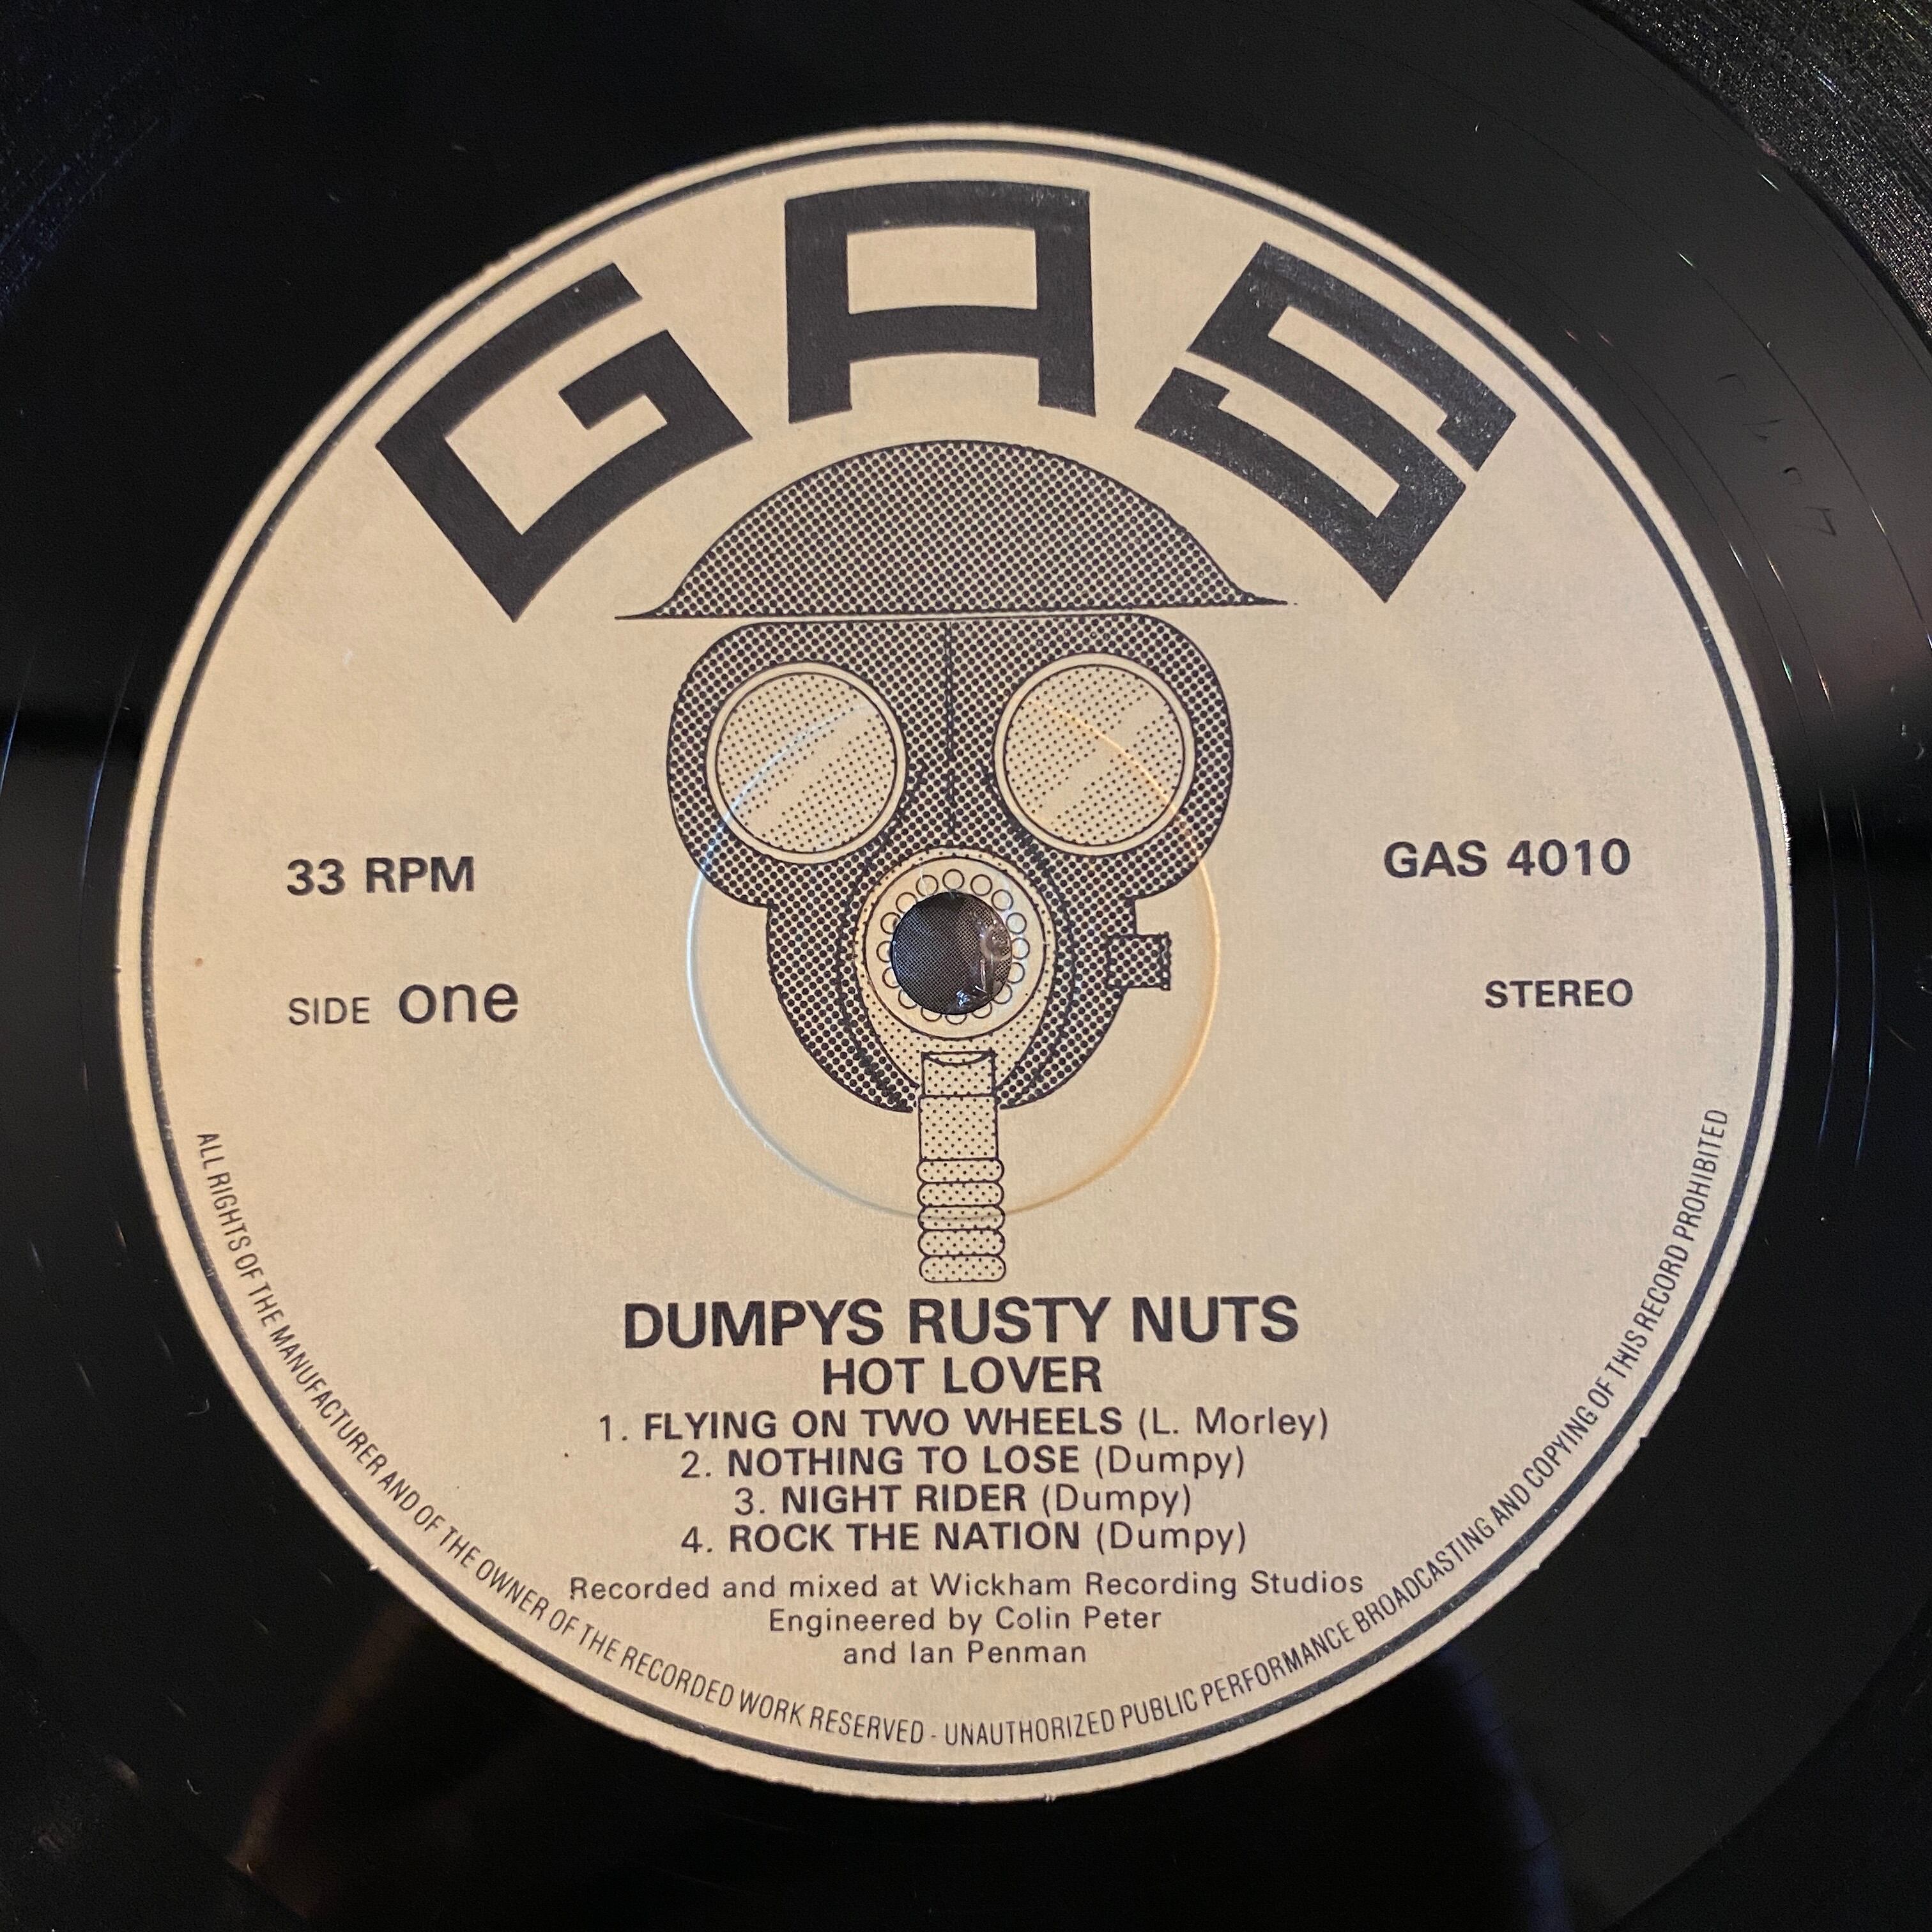 GAS
33 RPM
GAS 4010
SIDE one
STEREO
DUMPYS RUSTY NUTS
HOT LOVER
1. FLYING ON TWO WHEELS (L. Morley)
2. NOTHING TO LOSE (Dumpy)
3. NIGHT RIDER (Dumpy)
4. ROCK THE NATION (Dumpy)
Recorded and mixed at Wickham Recording Studios
Engineered by Colin Peter
and Ian Penman
ALL RIGHTS OF THE MANUFACTURER AND OF THE OWNER OF THE RECORDED WORK RESERVED - UNAUTHORIZED PUBLIC PERFORMANCE BROADCASTING AND COPYING OF THIS RECORD PROHIBITED